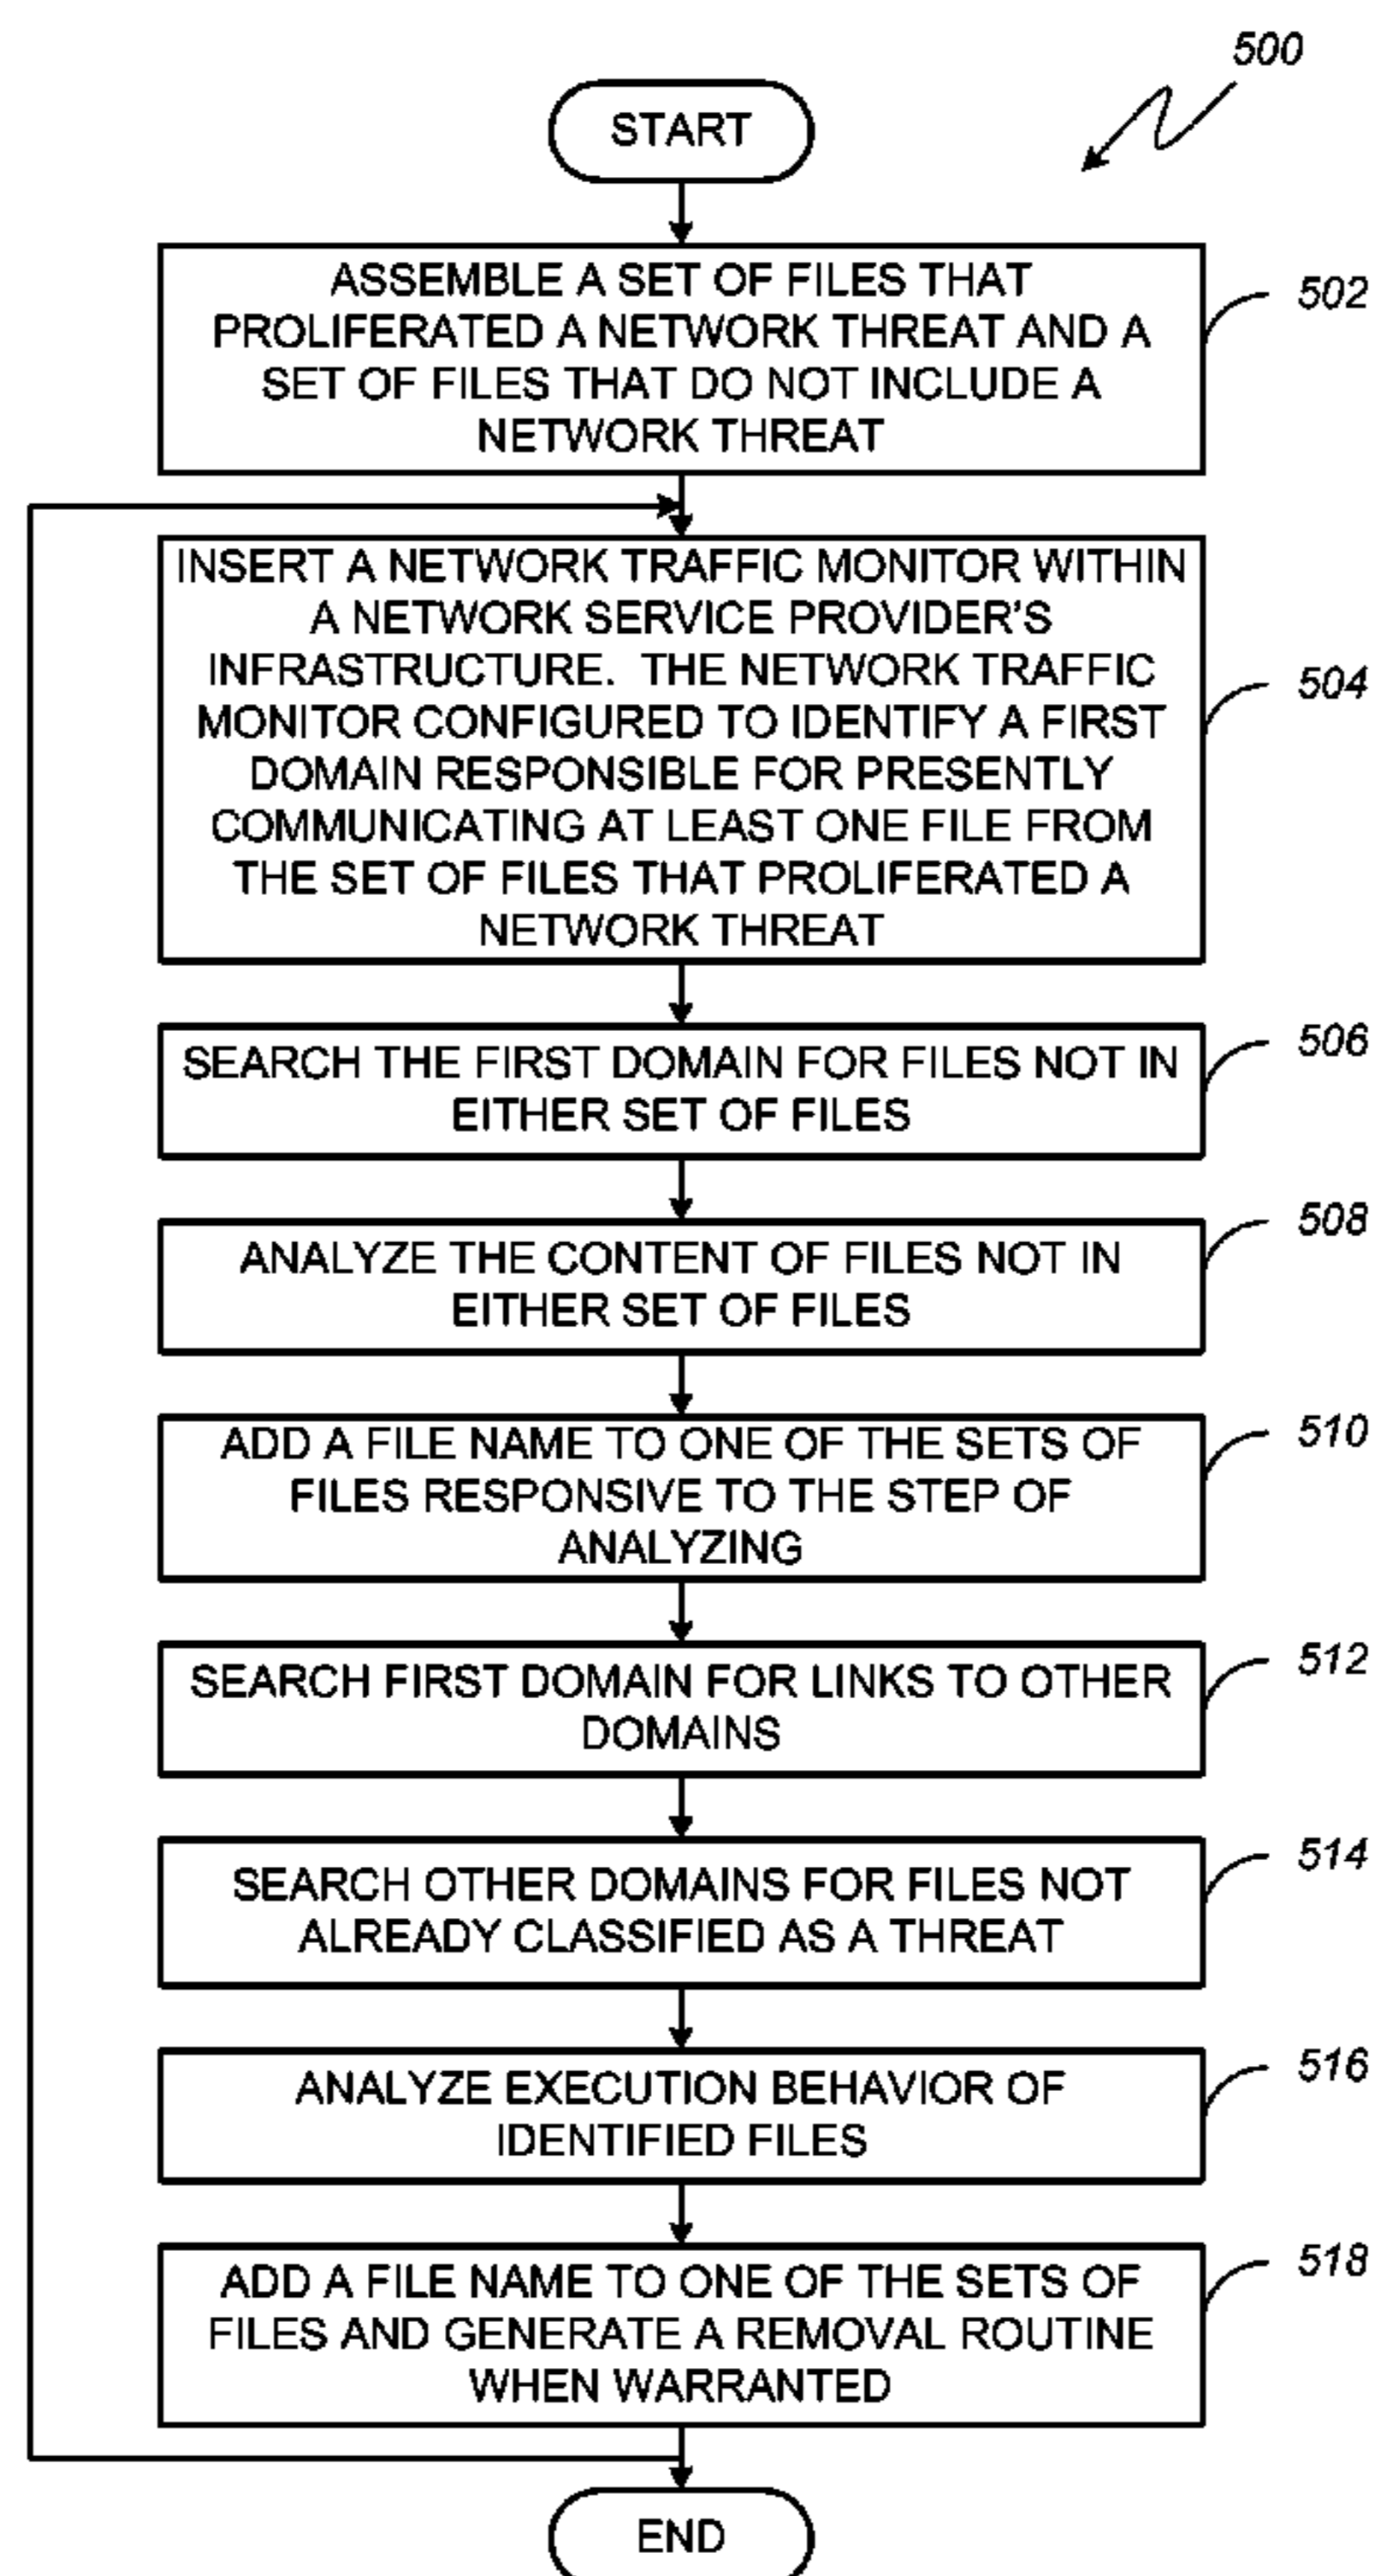 500
START
ASSEMBLE A SET OF FILES THAT
PROLIFERATED A NETWORK THREAT AND A
SET OF FILES THAT DO NOT INCLUDE A
NETWORK THREAT
502
INSERT A NETWORK TRAFFIC MONITOR WITHIN
A NETWORK SERVICE PROVIDER'S
INFRASTRUCTURE. THE NETWORK TRAFFIC
MONITOR CONFIGURED TO IDENTIFY A FIRST
DOMAIN RESPONSIBLE FOR PRESENTLY
COMMUNICATING AT LEAST ONE FILE FROM
THE SET OF FILES THAT PROLIFERATED A
NETWORK THREAT
504
SEARCH THE FIRST DOMAIN FOR FILES NOT IN
EITHER SET OF FILES
506
ANALYZE THE CONTENT OF FILES NOT IN
EITHER SET OF FILES
508
ADD A FILE NAME TO ONE OF THE SETS OF
FILES RESPONSIVE TO THE STEP OF
ANALYZING
510
SEARCH FIRST DOMAIN FOR LINKS TO OTHER
DOMAINS
512
SEARCH OTHER DOMAINS FOR FILES NOT
ALREADY CLASSIFIED AS A THREAT
514
ANALYZE EXECUTION BEHAVIOR OF
IDENTIFIED FILES
516
ADD A FILE NAME TO ONE OF THE SETS OF
FILES AND GENERATE A REMOVAL ROUTINE
WHEN WARRANTED
518
END